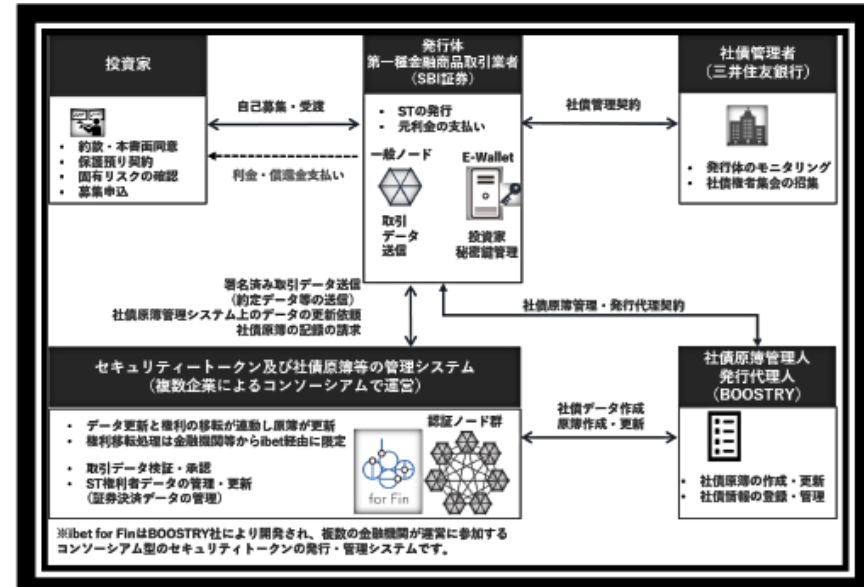 投資家
自己募集・受渡
利金・償還金支払い
約款・本書面同意
保護預り契約
固有リスクの確認
募集申込
発行体
第一種金融商品取引業者
(SBI証券)
STの発行
元利金の支払い
一般ノード
取引
データ
送信
E-Wallet
投資家
秘密鍵管理
社債管理契約
社債管理者
(三井住友銀行)
発行体のモニタリング
社債権者集会の招集
署名済み取引データ送信
(約定データ等の送信)
社債原簿管理システム上のデータの更新依頼
社債原簿の記録の請求
社債原簿管理・発行代理契約
セキュリティートークン及び社債原簿等の管理システム
(複数企業によるコンソーシアムで運営)
データ更新と権利の移転が連動し原簿が更新
権利移転処理は金融機関等からibet経由に限定
取引データ検証・承認
ST権利者データの管理・更新
(証券決済データの管理)
for Fin
認証ノード群
社債データ作成
原簿作成・更新
社債原簿管理人
発行代理人
(BOOSTRY)
社債原簿の作成・更新
社債情報の登録・管理
※ibet for FinはBOOSTRY社により開発され、複数の金融機関が運営に参加する
コンソーシアム型のセキュリティトークンの発行・管理システムです。